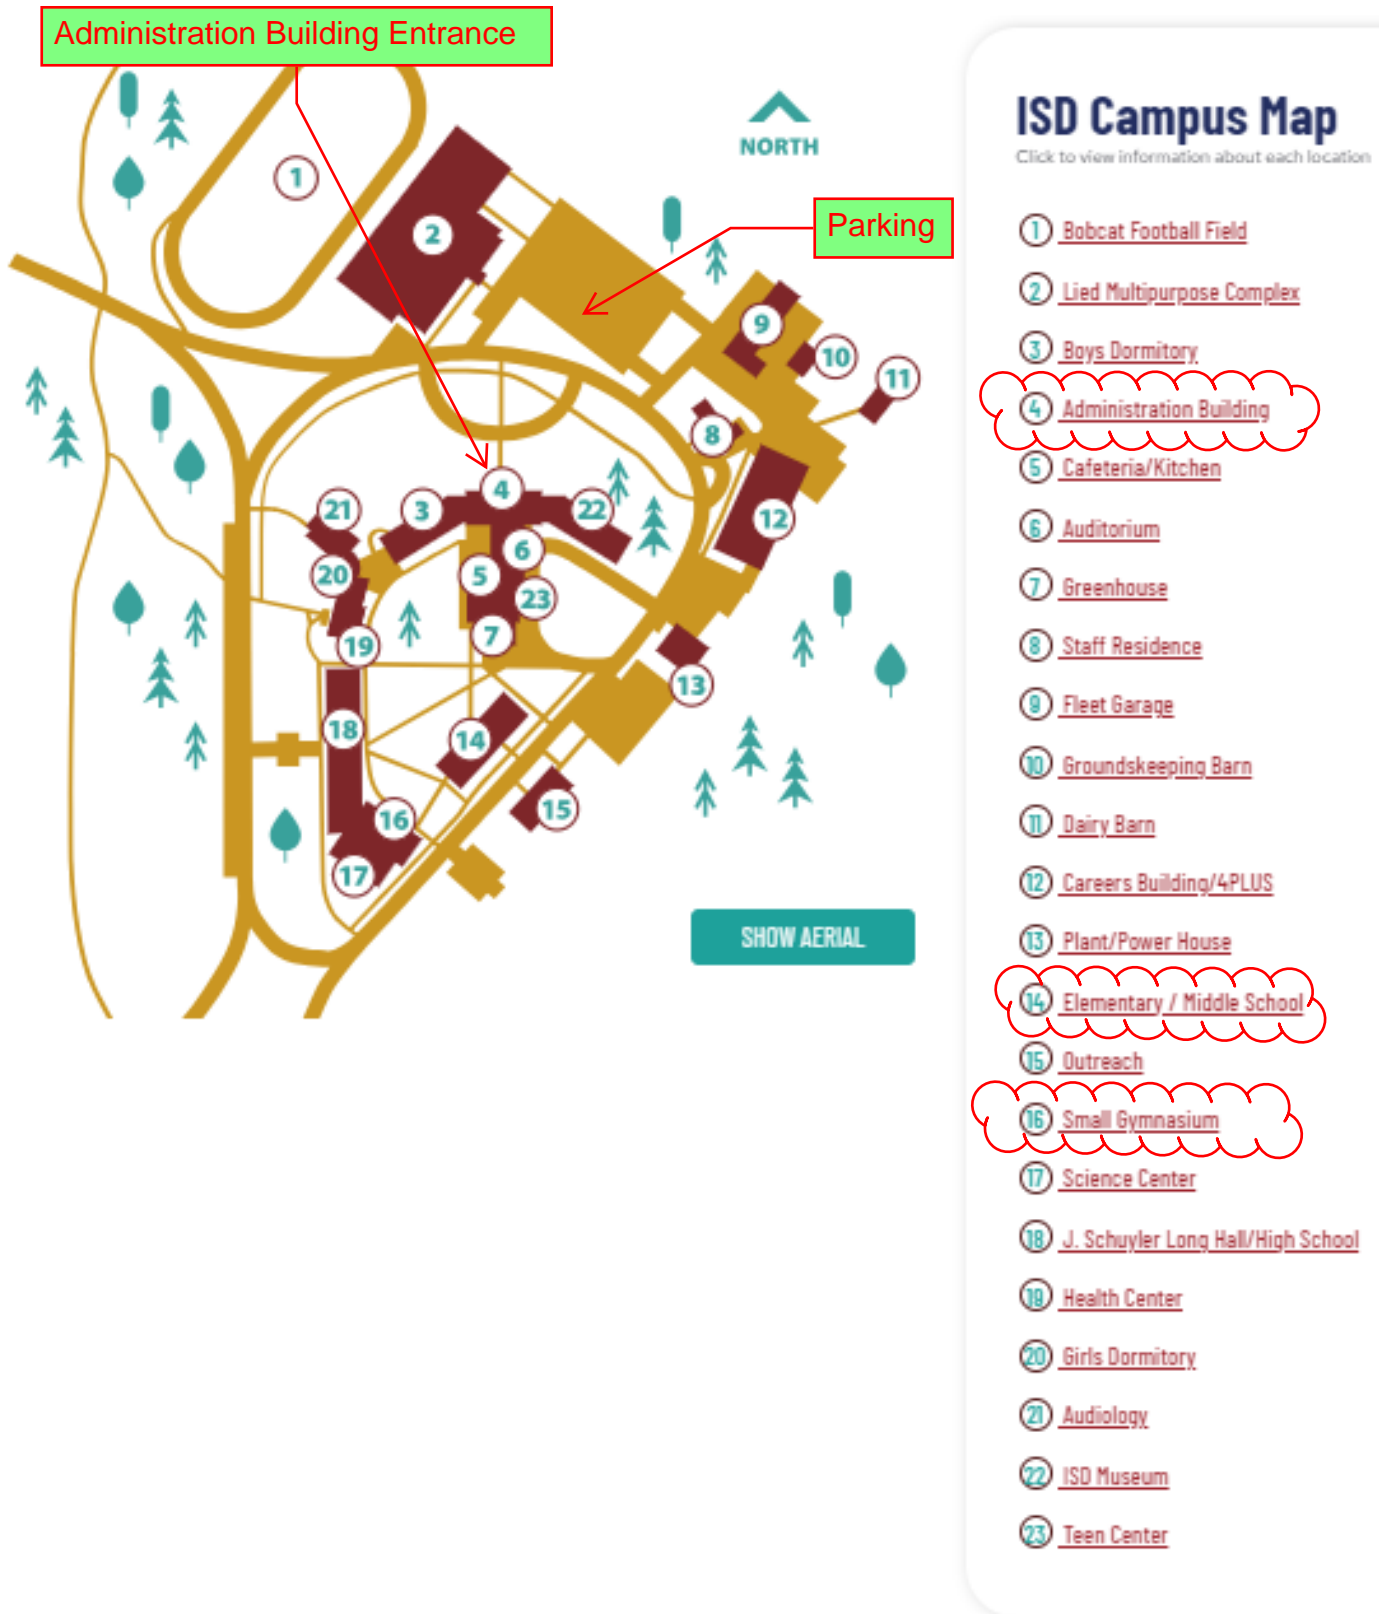 Administration Building Entrance
NORTH
Parking
1
2
9
10
11
8
4
3
22
21
12
6
20
5
23
7
19
13
18
14
15
16
17
SHOW AERIAL
ISD Campus Map
Click to view information about each location
1 Bobcat Football Field
2 Lied Multipurpose Complex
3 Boys Dormitory
4 Administration Building
5 Cafeteria/Kitchen
6 Auditorium
7 Greenhouse
8 Staff Residence
9 Fleet Garage
10 Groundskeeping Barn
11 Dairy Barn
12 Careers Building/4PLUS
13 Plant/Power House
14 Elementary / Middle School
15 Outreach
16 Small Gymnasium
17 Science Center
18 J. Schuyler Long Hall/High School
19 Health Center
20 Girls Dormitory
21 Audiology
22 ISD Museum
23 Teen Center